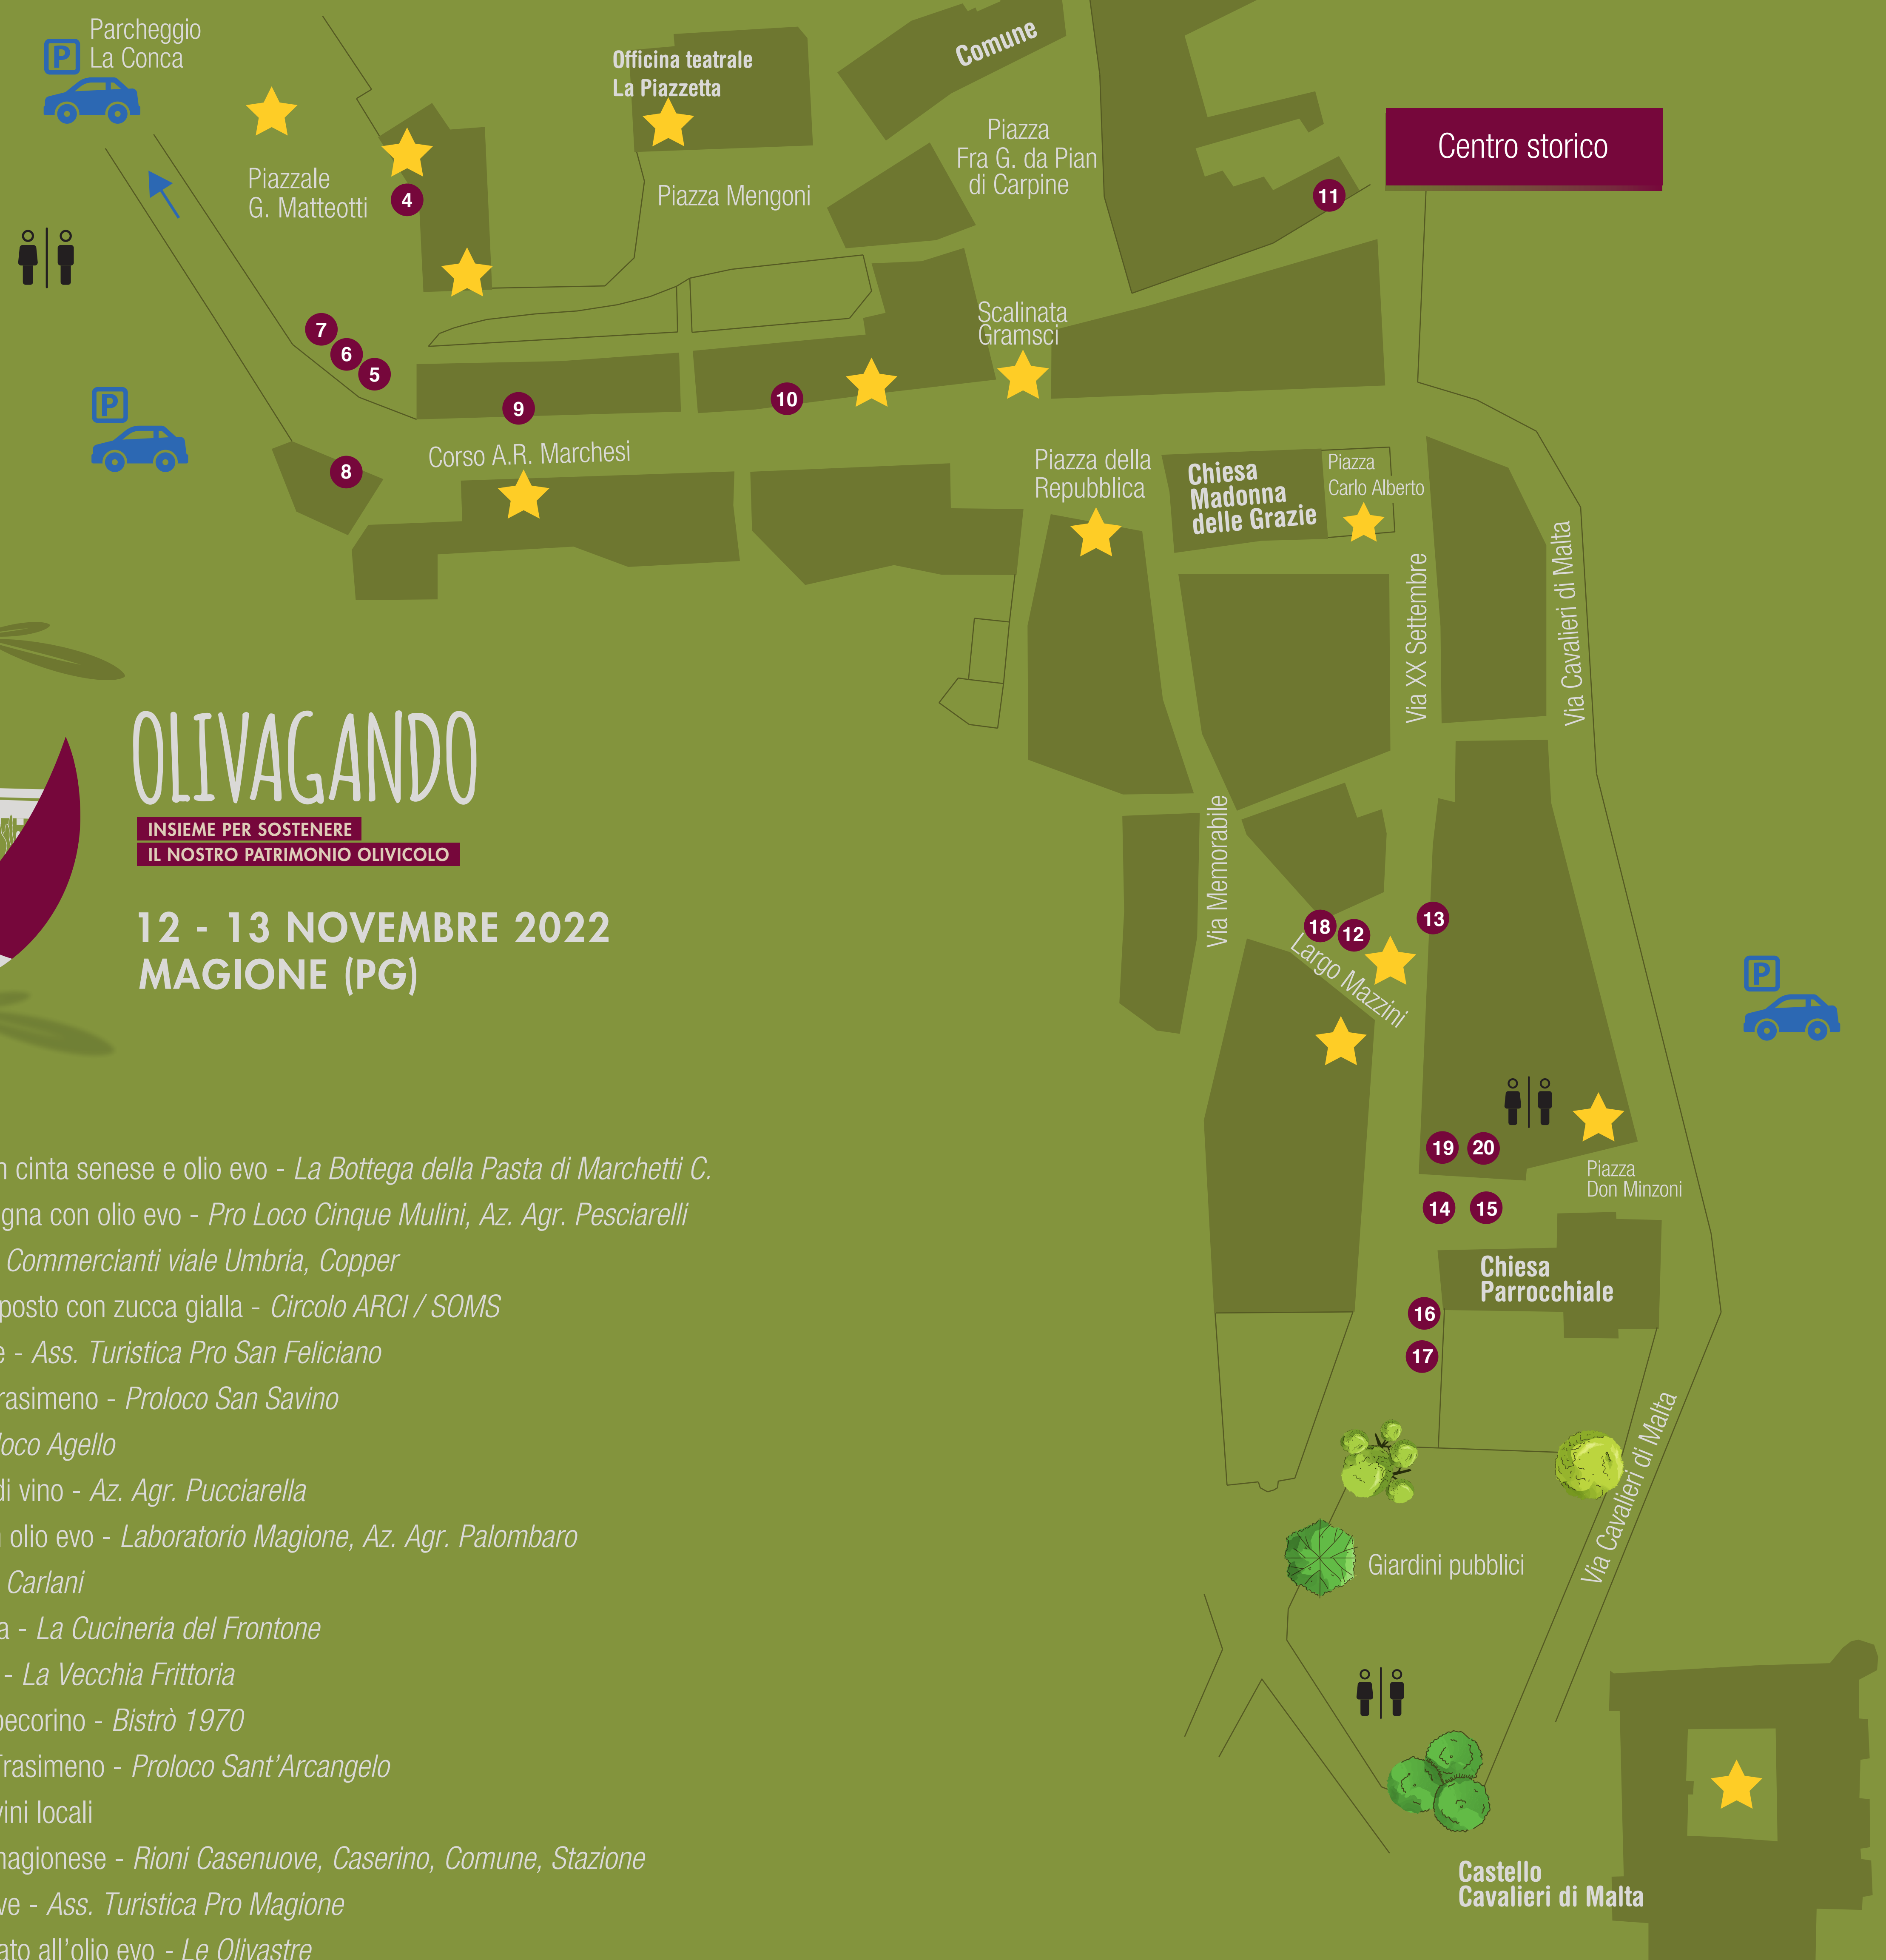 Parcheggio
La Conca
P
Officina teatrale
La Piazzetta
Comune
Centro storico
Piazza
Fra G. da Pian
di Carpine
Piazzale
G. Matteotti
4
Piazza Mengoni
11
7
6
5
Scalinata
Gramsci
P
9
10
8
Corso A.R. Marchesi
Piazza della
Repubblica
Chiesa
Madonna
delle Grazie
Piazza
Carlo Alberto
Via XX Settembre
Via Cavalieri di Malta
OLIVAGANDO
INSIEME PER SOSTENERE
IL NOSTRO PATRIMONIO OLIVICOLO
12 - 13 NOVEMBRE 2022
MAGIONE (PG)
Via Memorabile
18
12
13
Largo Mazzini
P
19
20
Piazza
Don Minzoni
14
15
Chiesa
Parrocchiale
16
17
Via Cavalieri di Malta
Giardini pubblici
Castello
Cavalieri di Malta
cinta senese e olio evo - La Bottega della Pasta di Marchetti C.
con olio evo - Pro Loco Cinque Mulini, Az. Agr. Pesciarelli
Commercianti viale Umbria, Copper
con zucca gialla - Circolo ARCI / SOMS
- Ass. Turistica Pro San Feliciano
- Proloco San Savino
Agello
di vino - Az. Agr. Pucciarella
olio evo - Laboratorio Magione, Az. Agr. Palombaro
Carlani
- La Cucineria del Frontone
- La Vecchia Frittoria
pecorino - Bistrò 1970
Trasimeno - Proloco Sant'Arcangelo
vini locali
magionese - Rioni Casenuove, Caserino, Comune, Stazione
- Ass. Turistica Pro Magione
all'olio evo - Le Olivastre